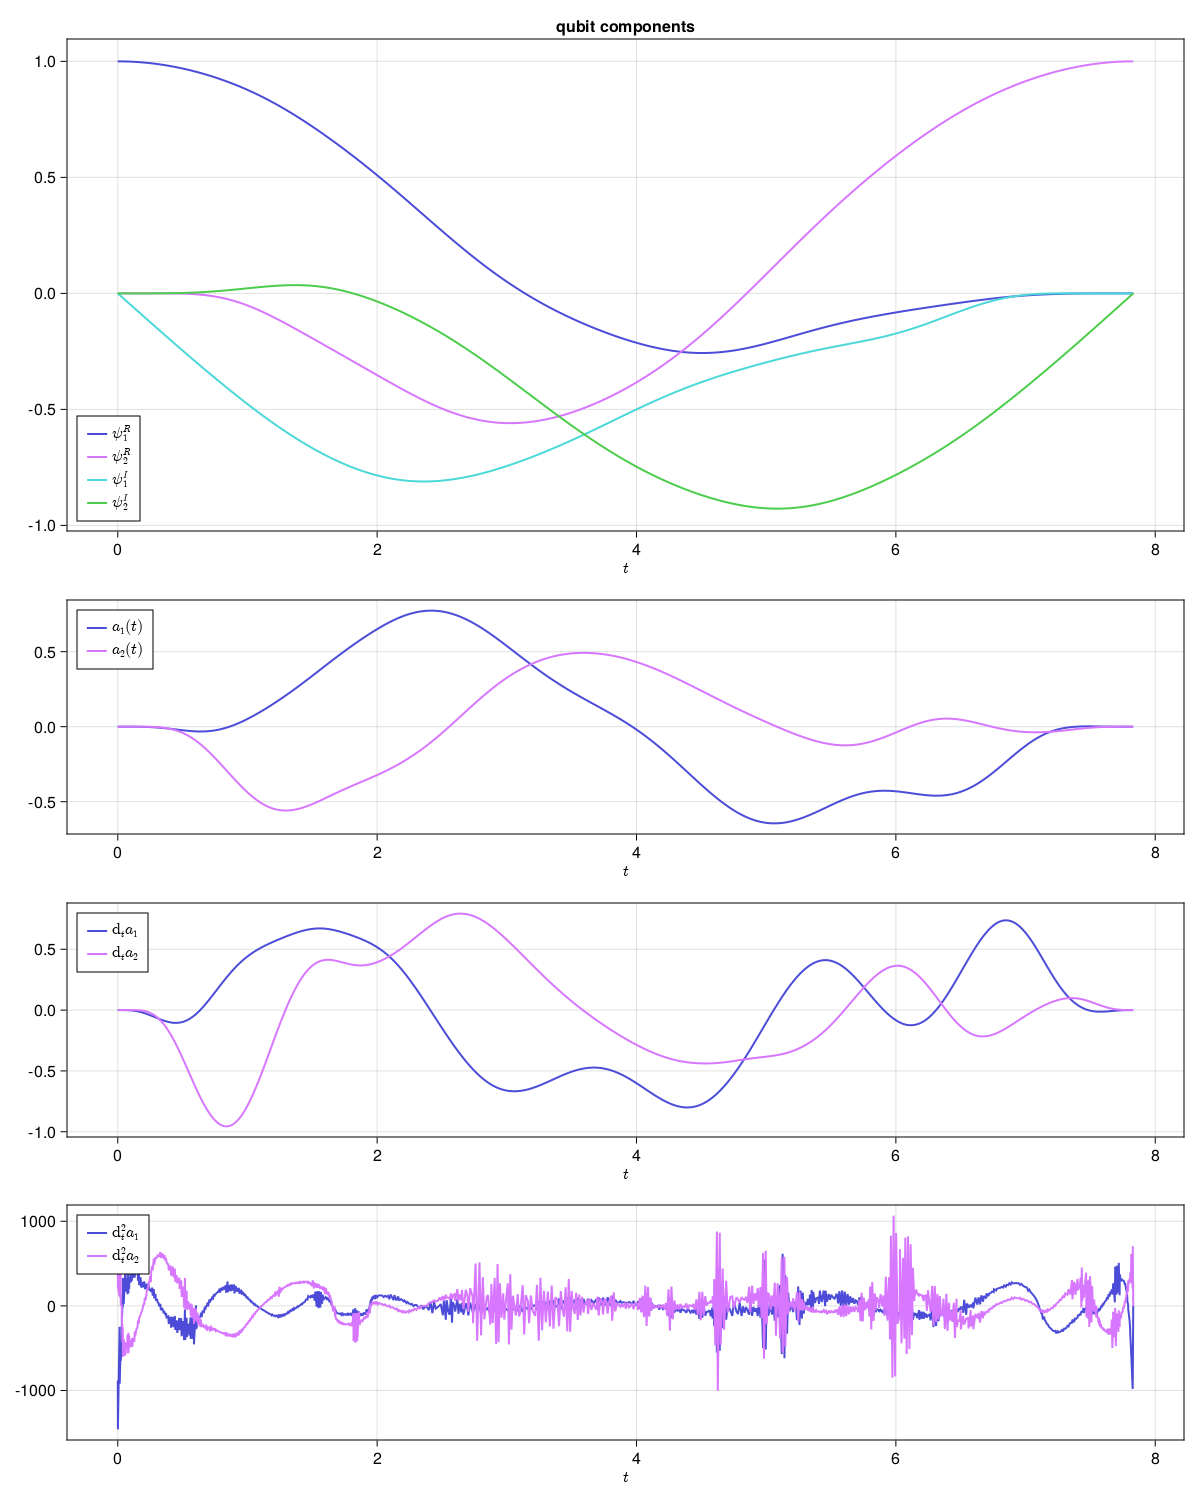 qubit components
1.0
0.5
0.0
-0.5
-1.0
ψ₁ᴿ
ψ₂ᴿ
ψ₁ᴵ
ψ₂ᴵ
0 2 4 6 8
t
0.5
0.0
-0.5
a₁(t)
a₂(t)
0 2 4 6 8
t
0.5
0.0
-0.5
-1.0
dₜa₁
dₜa₂
0 2 4 6 8
t
1000
0
-1000
dₜ²a₁
dₜ²a₂
0 2 4 6 8
t